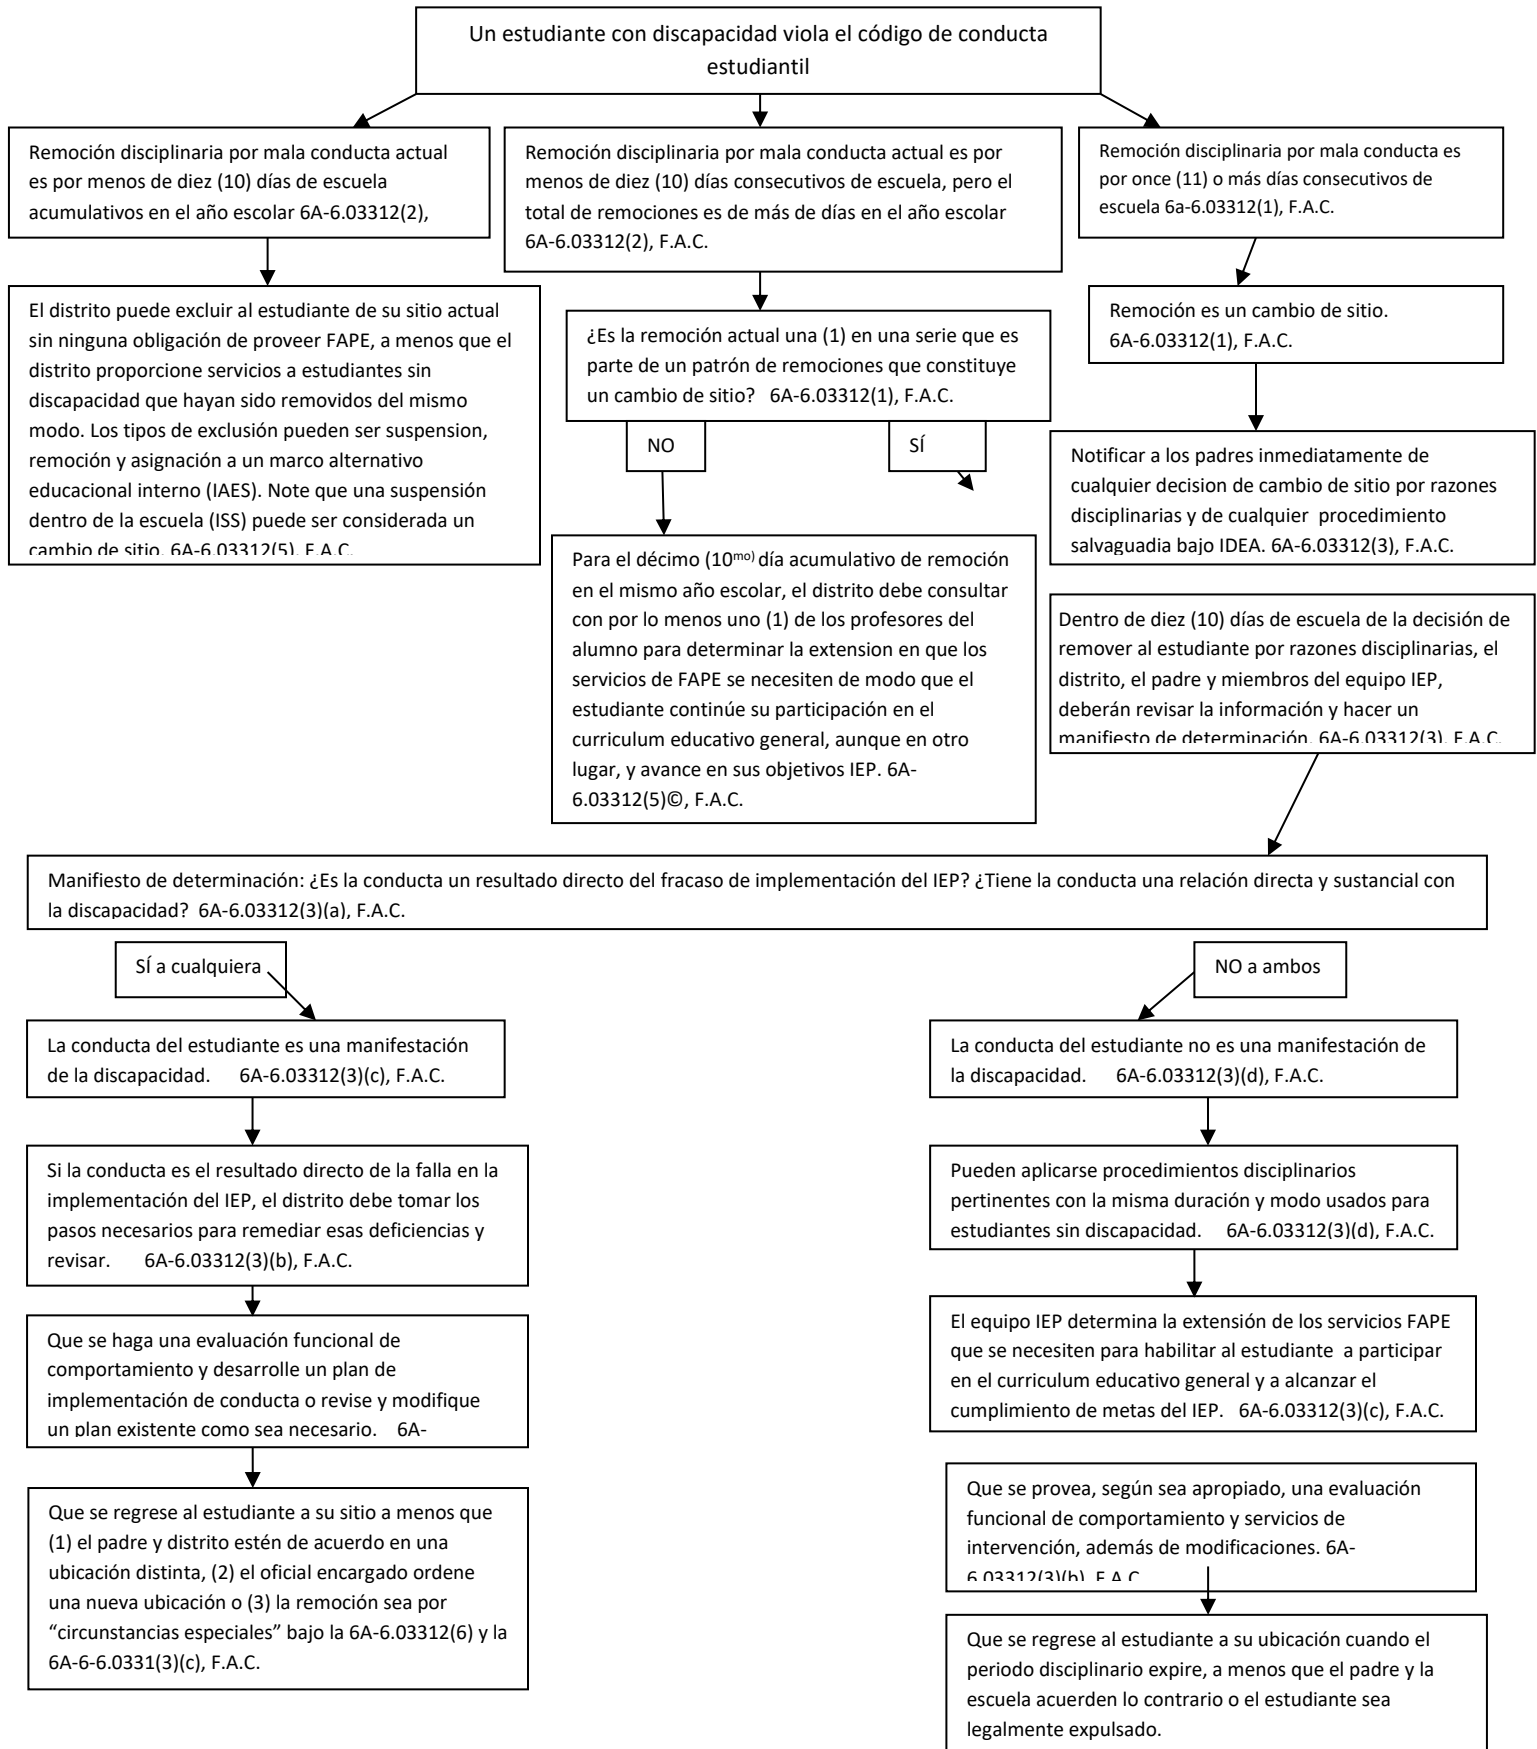 Un estudiante con discapacidad viola el código de conducta
estudiantil
Remoción disciplinaria por mala conducta actual
es por menos de diez (10) días de escuela
acumulativos en el año escolar 6A-6.03312(2),
Remoción disciplinaria por mala conducta actual es por
menos de diez (10) días consecutivos de escuela, pero el
total de remociones es de más de días en el año escolar
6A-6.03312(2), F.A.C.
Remoción disciplinaria por mala conducta es
por once (11) o más días consecutivos de
escuela 6a-6.03312(1), F.A.C.
El distrito puede excluir al estudiante de su sitio actual
sin ninguna obligación de proveer FAPE, a menos que el
distrito proporcione servicios a estudiantes sin
discapacidad que hayan sido removidos del mismo
modo. Los tipos de exclusión pueden ser suspension,
remoción y asignación a un marco alternativo
educacional interno (IAES). Note que una suspensión
dentro de la escuela (ISS) puede ser considerada un
cambio de sitio. 6A-6.03312(5). F.A.C.
¿Es la remoción actual una (1) en una serie que es
parte de un patrón de remociones que constituye
un cambio de sitio? 6A-6.03312(1), F.A.C.
NO
SÍ
Remoción es un cambio de sitio.
6A-6.03312(1), F.A.C.
Notificar a los padres inmediatamente de
cualquier decision de cambio de sitio por razones
disciplinarias y de cualquier procedimiento
salvaguadia bajo IDEA. 6A-6.03312(3), F.A.C.
Para el décimo (10mo) día acumulativo de remoción
en el mismo año escolar, el distrito debe consultar
con por lo menos uno (1) de los profesores del
alumno para determinar la extension en que los
servicios de FAPE se necesiten de modo que el
estudiante continúe su participación en el
curriculum educativo general, aunque en otro
lugar, y avance en sus objetivos IEP. 6A-
6.03312(5)©, F.A.C.
Dentro de diez (10) días de escuela de la decisión de
remover al estudiante por razones disciplinarias, el
distrito, el padre y miembros del equipo IEP,
deberán revisar la información y hacer un
manifiesto de determinación. 6A-6.03312(3). F.A.C.
Manifiesto de determinación: ¿Es la conducta un resultado directo del fracaso de implementación del IEP? ¿Tiene la conducta una relación directa y sustancial con
la discapacidad? 6A-6.03312(3)(a), F.A.C.
SÍ a cualquiera
NO a ambos
La conducta del estudiante es una manifestación
de la discapacidad. 6A-6.03312(3)(c), F.A.C.
Si la conducta es el resultado directo de la falla en la
implementación del IEP, el distrito debe tomar los
pasos necesarios para remediar esas deficiencias y
revisar. 6A-6.03312(3)(b), F.A.C.
Que se haga una evaluación funcional de
comportamiento y desarrolle un plan de
implementación de conducta o revise y modifique
un plan existente como sea necesario. 6A-
Que se regrese al estudiante a su sitio a menos que
(1) el padre y distrito estén de acuerdo en una
ubicación distinta, (2) el oficial encargado ordene
una nueva ubicación o (3) la remoción sea por
“circunstancias especiales” bajo la 6A-6.03312(6) y la
6A-6-6.0331(3)(c), F.A.C.
La conducta del estudiante no es una manifestación de
la discapacidad. 6A-6.03312(3)(d), F.A.C.
Pueden aplicarse procedimientos disciplinarios
pertinentes con la misma duración y modo usados para
estudiantes sin discapacidad. 6A-6.03312(3)(d), F.A.C.
El equipo IEP determina la extensión de los servicios FAPE
que se necesiten para habilitar al estudiante a participar
en el curriculum educativo general y a alcanzar el
cumplimiento de metas del IEP. 6A-6.03312(3)(c), F.A.C.
Que se provea, según sea apropiado, una evaluación
funcional de comportamiento y servicios de
intervención, además de modificaciones. 6A-
6.03312(3)(b). F.A.C.
Que se regrese al estudiante a su ubicación cuando el
periodo disciplinario expire, a menos que el padre y la
escuela acuerden lo contrario o el estudiante sea
legalmente expulsado.